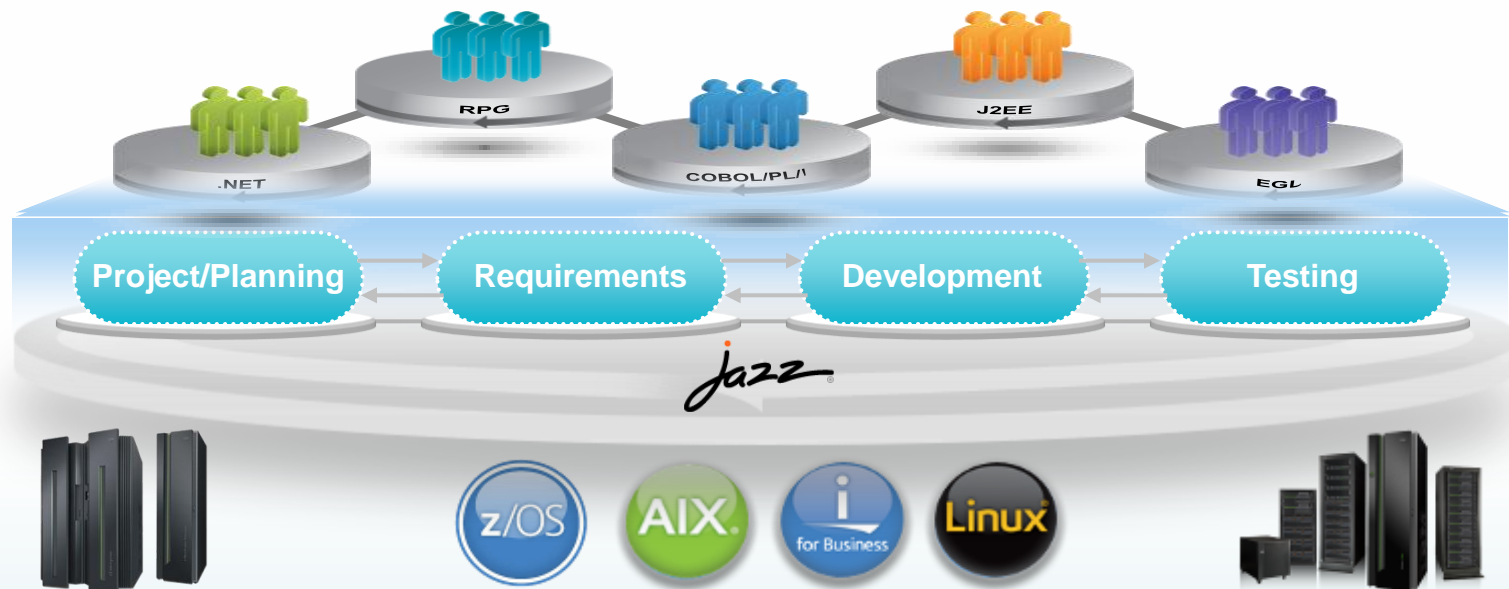 RPG
J2EE
.NET
COBOL/PL/I
EGL
Project/Planning
Requirements
Development
Testing
jazz®
z/OS
AIX®
i
for Business
Linux®